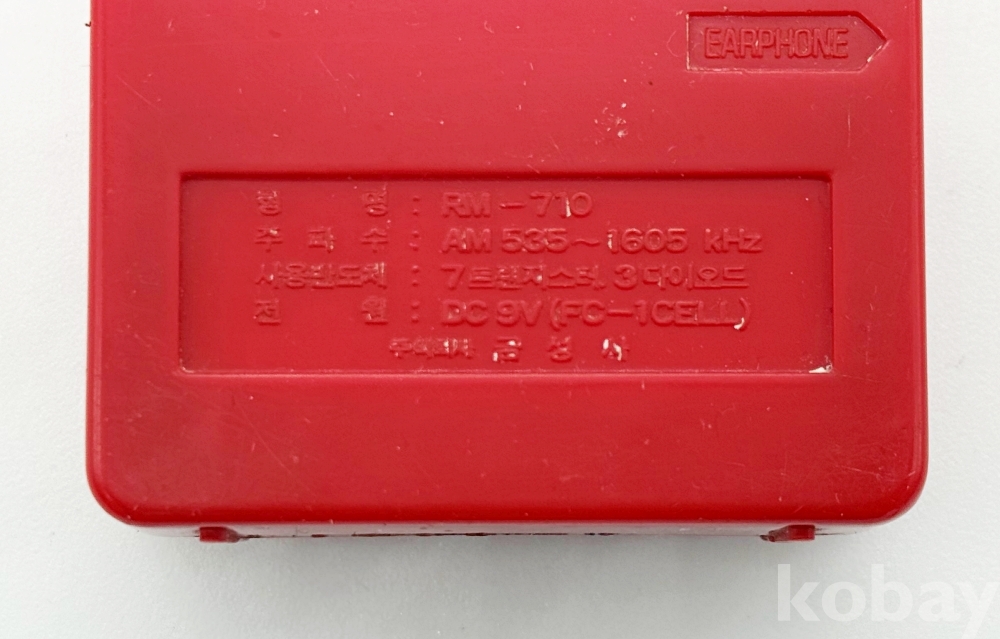 EARPHONE
형 명 : RM-710
주 파 수 : AM 535~1605 kHz
사용반도체 : 7트랜지스터, 3다이오드
전 원 : DC 9V (FC-1CELL)
주식회사 금 성 사
kobay